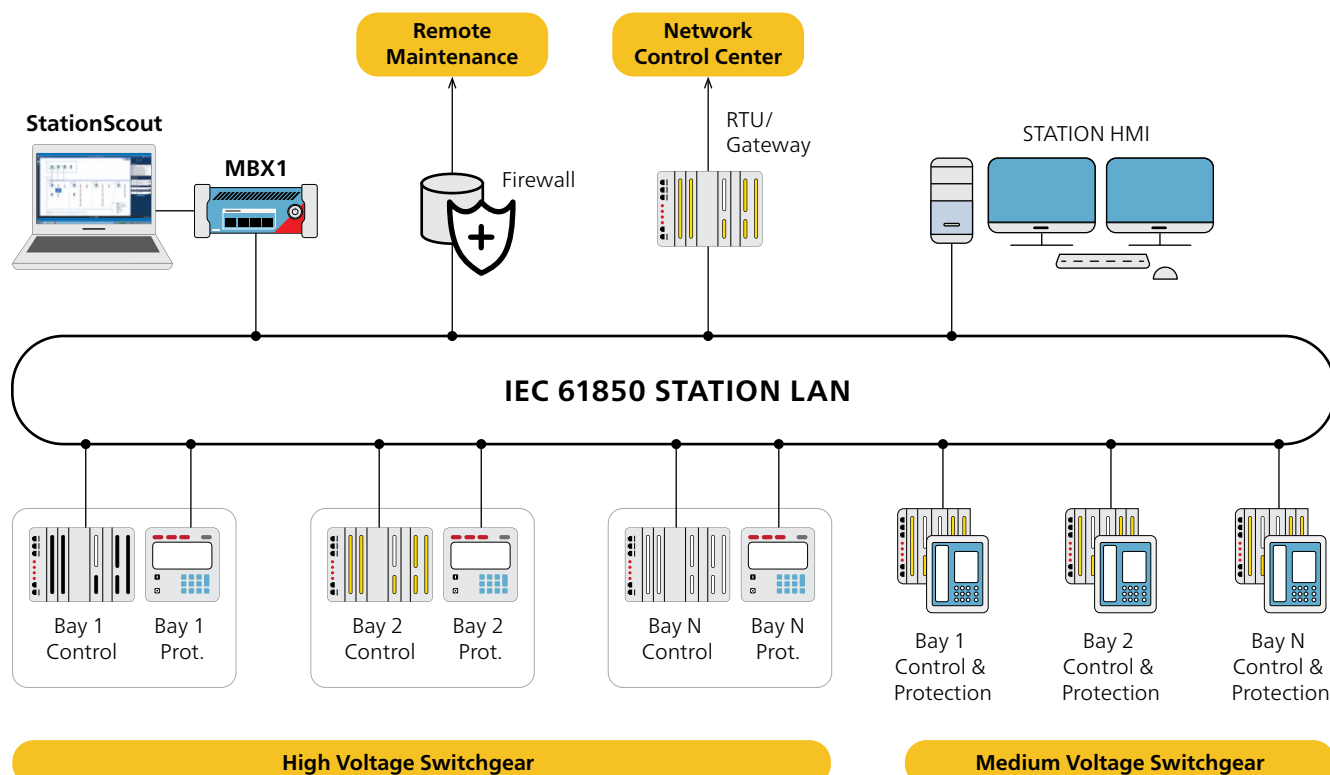 Remote
Maintenance
Network
Control Center
StationScout
MBX1
Firewall
RTU/
Gateway
STATION HMI
IEC 61850 STATION LAN
Bay 1
Control
Bay 1
Prot.
Bay 2
Control
Bay 2
Prot.
Bay N
Control
Bay N
Prot.
Bay 1
Control &
Protection
Bay 2
Control &
Protection
Bay N
Control &
Protection
High Voltage Switchgear
Medium Voltage Switchgear